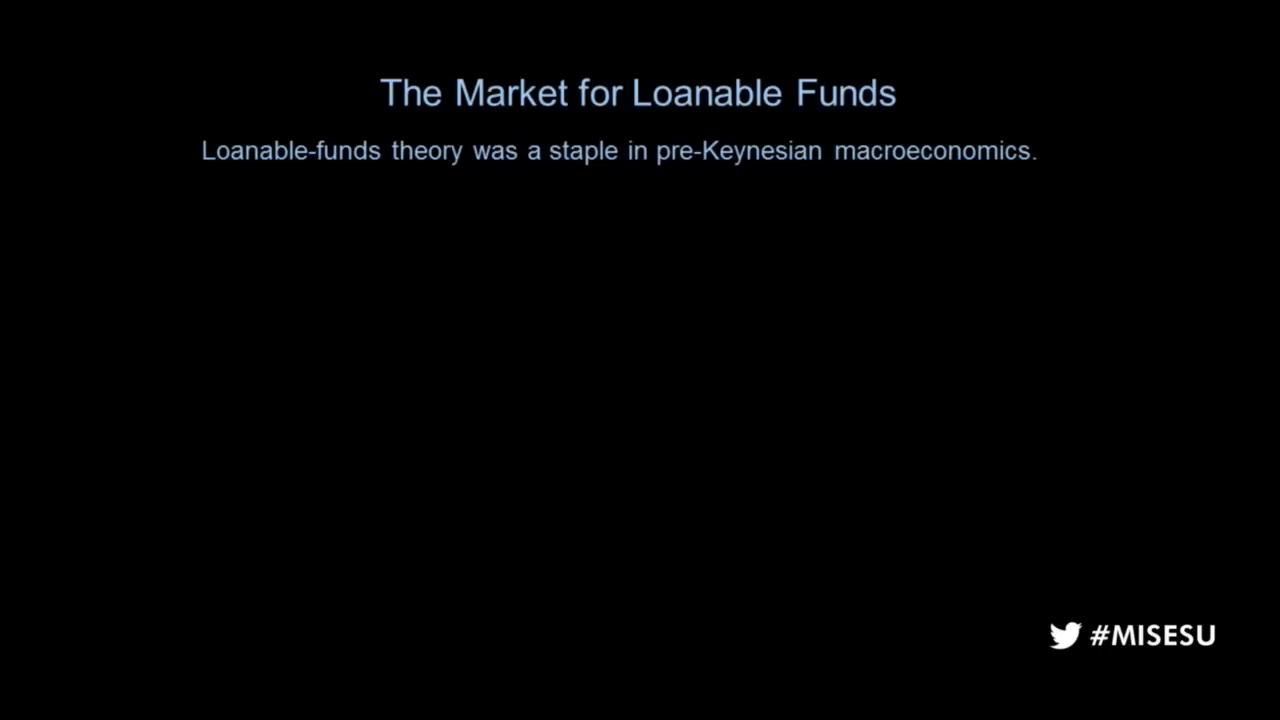 The Market for Loanable Funds
Loanable-funds theory was a staple in pre-Keynesian macroeconomics.
#MISESU